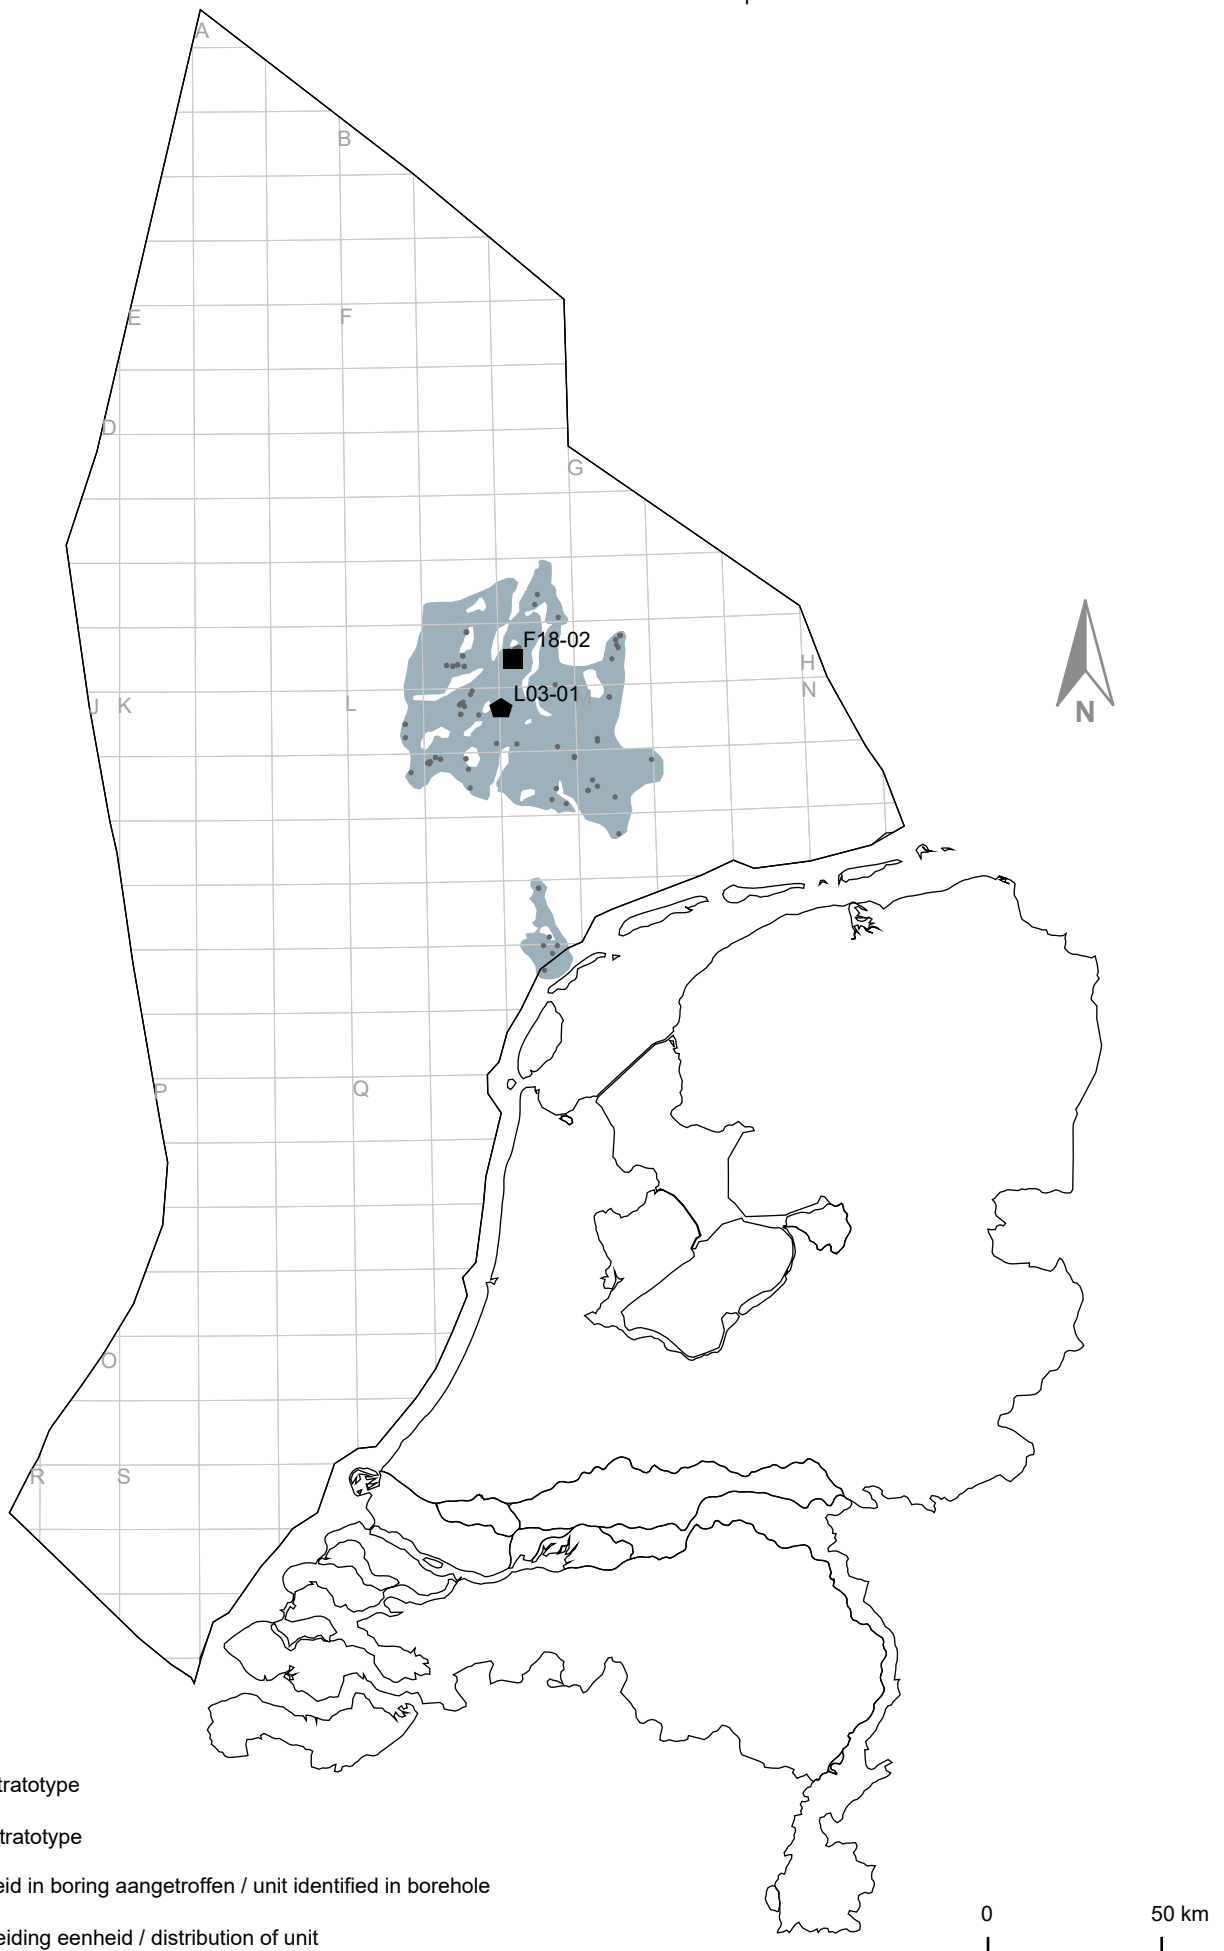 A
B
E
F
D
G
F18-02
H
L03-01
M
N
J K
L
N
P
Q
O
R
S
tratotype
tratotype
eid in boring aangetroffen / unit identified in borehole
eiding eenheid / distribution of unit
0
50 km